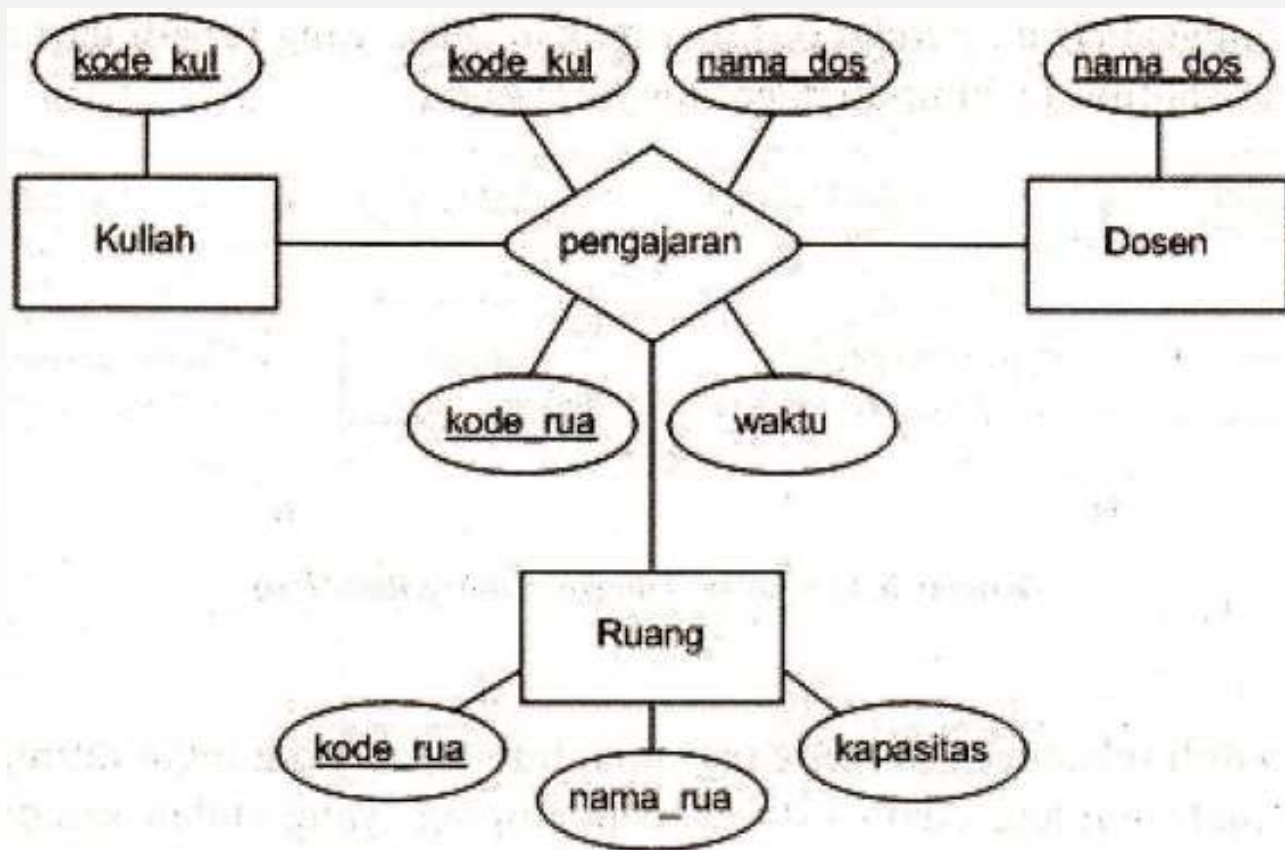 kode_kul
kode_kul
nama_dos
nama_dos
Kuliah
pengajaran
Dosen
kode_rua
waktu
Ruang
kode_rua
nama_rua
kapasitas